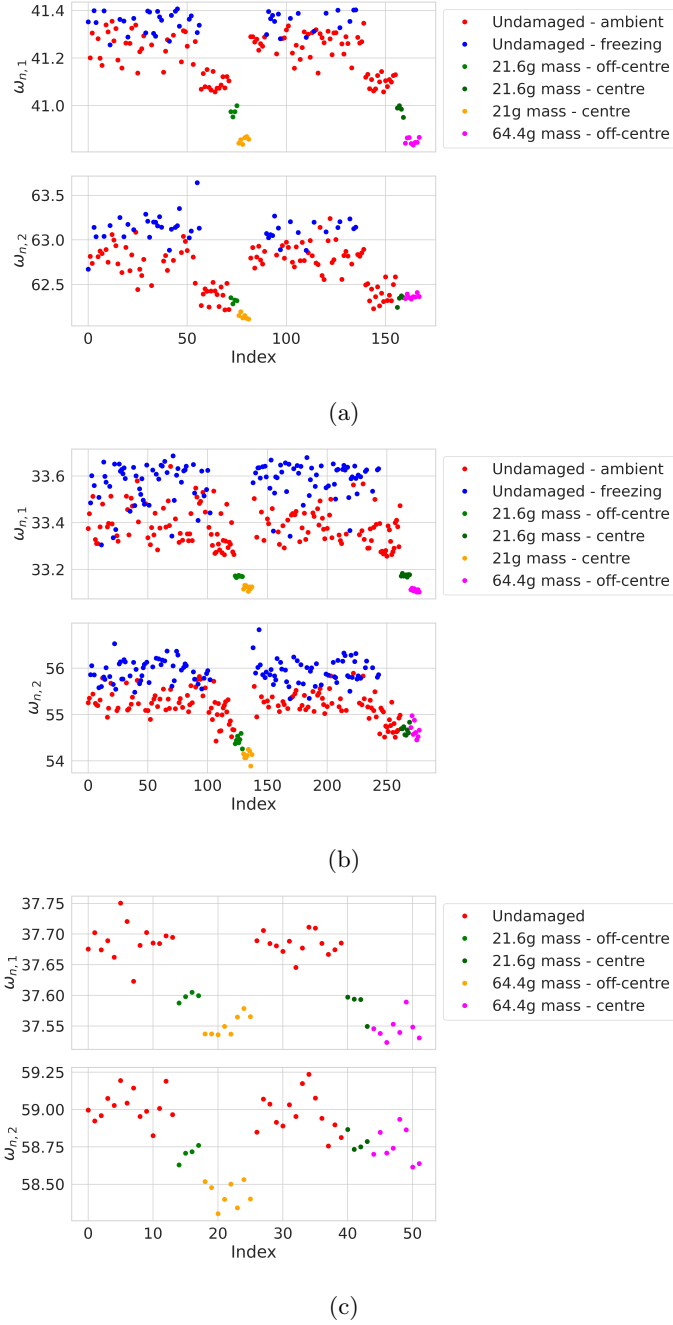 41.4
41.2
41.0
ωn,1
Undamaged - ambient
Undamaged - freezing
21.6g mass - off-centre
21.6g mass - centre
21g mass - centre
64.4g mass - off-centre
63.5
63.0
62.5
ωn,2
0 50 100 150
Index
(a)
33.6
33.4
33.2
ωn,1
Undamaged - ambient
Undamaged - freezing
21.6g mass - off-centre
21.6g mass - centre
21g mass - centre
64.4g mass - off-centre
56
55
54
ωn,2
0 50 100 150 200 250
Index
(b)
37.75
37.70
37.65
37.60
37.55
ωn,1
Undamaged
21.6g mass - off-centre
21.6g mass - centre
64.4g mass - off-centre
64.4g mass - centre
59.25
59.00
58.75
58.50
ωn,2
0 10 20 30 40 50
Index
(c)